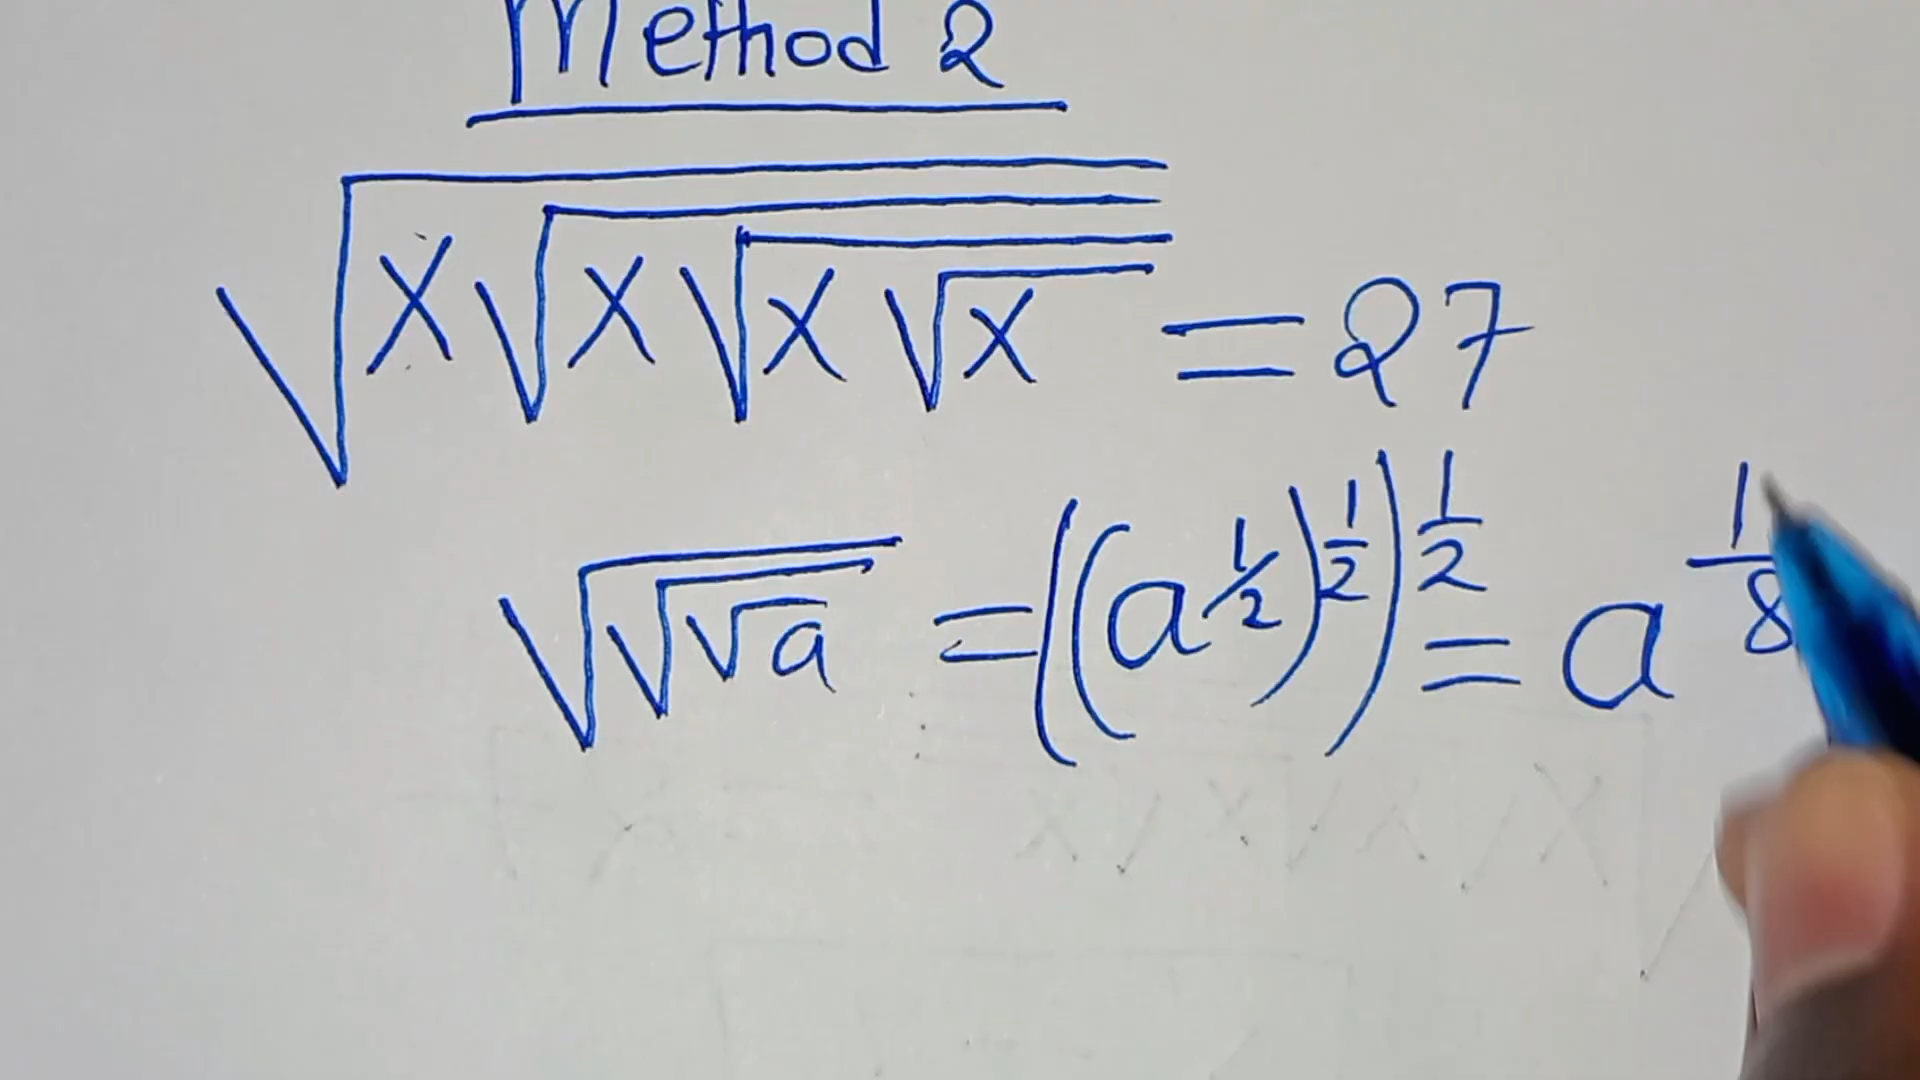 Method 2
√(x√(x√(x√x))) = 27
√(√(√a)) = ((a^(1/2))^(1/2))^(1/2) = a^(1/8)